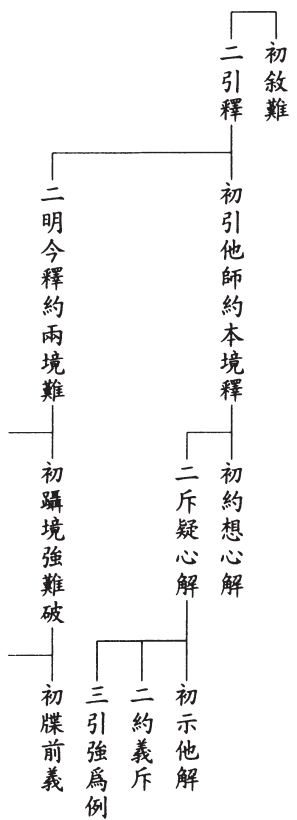 初敘難
二引釋
初引他師約本境釋
初約想心解
二斥疑心解
初示他解
二約義斥
三引強為例
二明今釋約兩境難
初躡境強難破
初牒前義